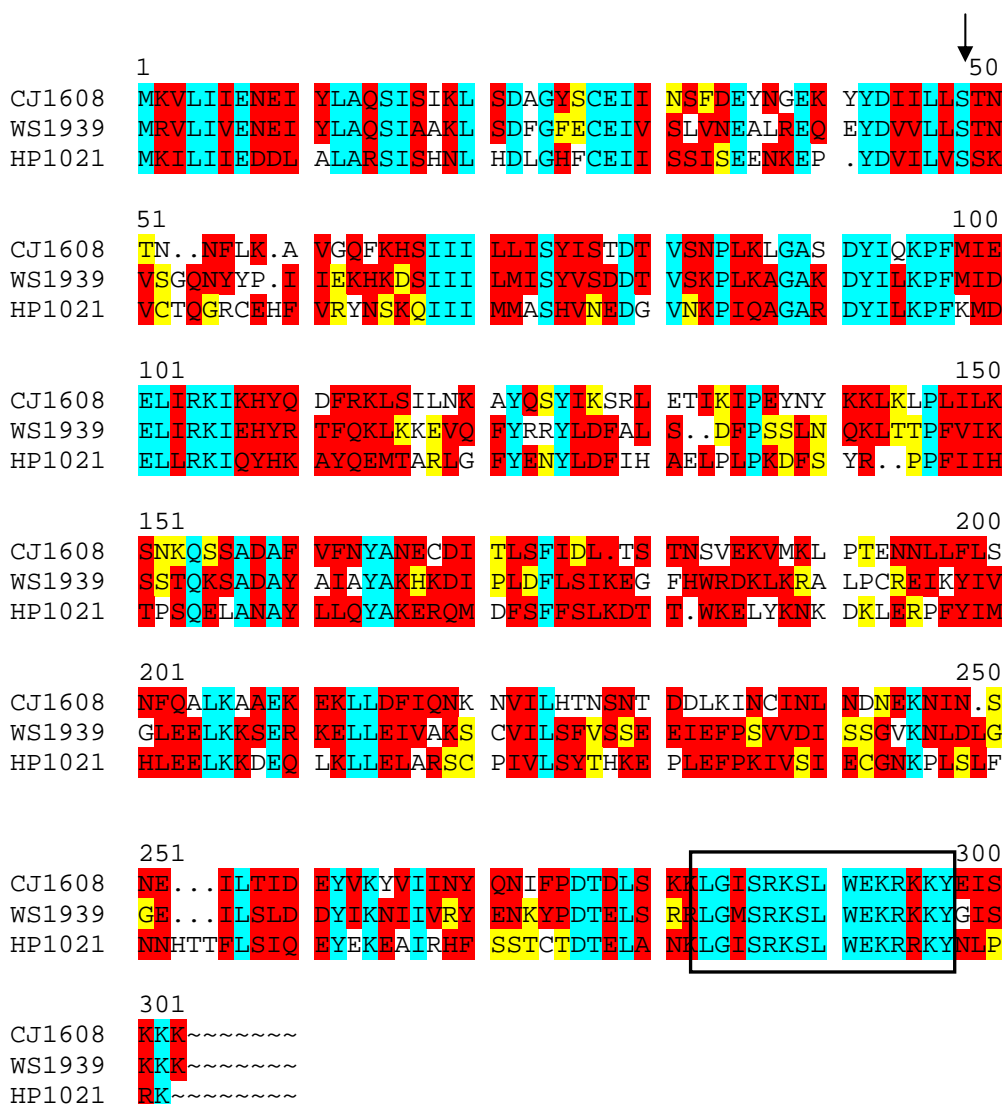 1 50
CJ1608 MKVLIIENEI YLAQSISIKL SDAGYSCEII NSFDEYNGEK YYDIILLSTN
WS1939 MRVLIVENEI YLAQSIAAKL SDFGFECEIV SLVNEALREQ EYDVVLLSTN
HP1021 MKILIIEDDL ALARSISHNL HDLGHFCEII SSISEENKEP .YDVILVSSK
51 100
CJ1608 TN..NFLK.A VGQFKHSIII LLISYISTDT VSNPLKLGAS DYIQKPFMIE
WS1939 VSGQNYYP.I IEKHKDSIII LMISYVSDDT VSKPLKAGAK DYILKPFMID
HP1021 VCTQGRCEHF VRYNSKQIII MMASHVNEDG VNKPIQAGAR DYILKPFKMD
101 150
CJ1608 ELIRKIKHYQ DFRKLSILNK AYQSYIKSRL ETIKIPEYNY KKLKLPLILK
WS1939 ELIRKIEHYR TFQKLKKEVQ FYRRYLDFAL S..DFPSSLN QKLTTPFVIK
HP1021 ELLRKIQYHK AYQEMTARLG FYENYLDFIH AELPLPKDFS YR..PPFIIH
151 200
CJ1608 SNKQSSADAF VFNYANECDI TLSFIDL.TS TNSVEKVMKL PTENNLLFLS
WS1939 SSTQKSADAY AIAYAKHKDI PLDFLSIKEG FHWRDKLKRA LPCREIKYIV
HP1021 TPSQELANAY LLQYAKERQM DFSFFSLKDT T.WKELYKNK DKLERPFYIM
201 250
CJ1608 NFQALKAAEK EKLLDFIQNK NVILHTNSNT DDLKINCINL NDNEKNIN.S
WS1939 GLEELKKSER KELLEIVAKS CVILSFVSSE EIEFPSVVDI SSGVKNLDLG
HP1021 HLEELKKDEQ LKLLELARSC PIVLSYTHKE PLEFPKIVSI ECGNKPLSLF
251 300
CJ1608 NE...ILTID EYVKYVIINY QNIFPDTDLS KKLGISRKSL WEKRKKYEIS
WS1939 GE...ILSLD DYIKNIIVRY ENKYPDTELS RRLGMSRKSL WEKRKKYGIS
HP1021 NNHTTFLSIQ EYEKEAIRHF SSTCTDTELA NKLGISRKSL WEKRRKYNLP
301
CJ1608 KKK~~~~~~~
WS1939 KKK~~~~~~~
HP1021 RK~~~~~~~~